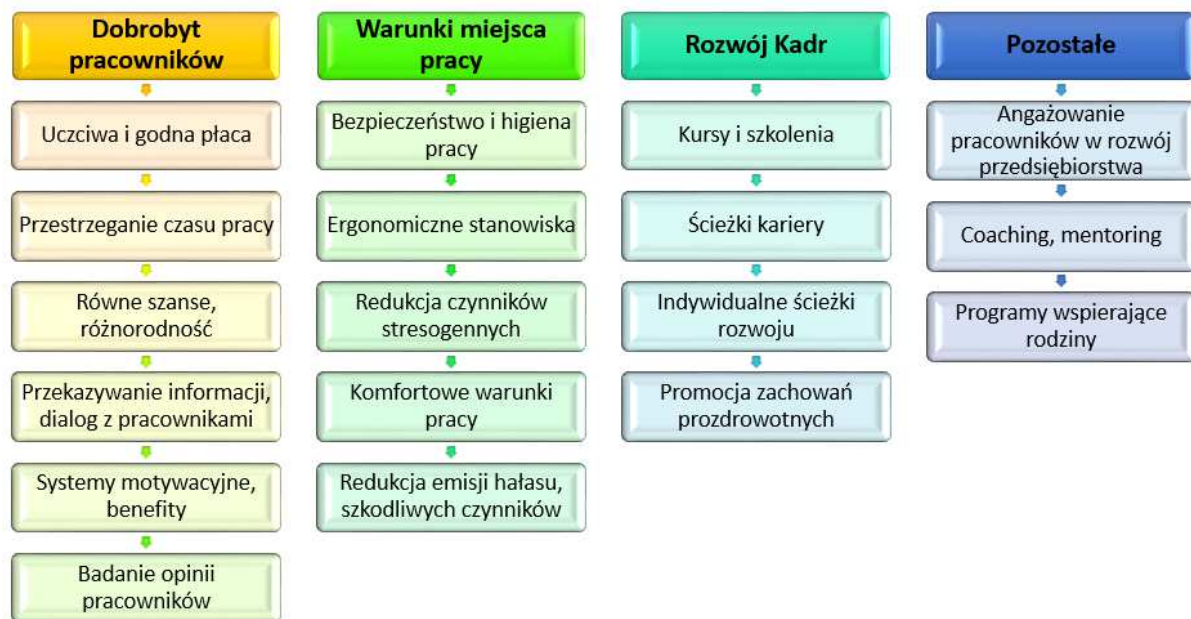 Dobrobyt
pracowników
Uczciwa i godna płaca
Przestrzeganie czasu pracy
Równe szanse,
różnorodność
Przekazywanie informacji,
dialog z pracownikami
Systemy motywacyjne,
benefity
Badanie opinii
pracowników
Warunki miejsca
pracy
Bezpieczeństwo i higiena
pracy
Ergonomiczne stanowiska
Redukcja czynników
stresogennych
Komfortowe warunki
pracy
Redukcja emisji hałasu,
szkodliwych czynników
Rozwój Kadr
Kursy i szkolenia
Ścieżki kariery
Indywidualne ścieżki
rozwoju
Promocja zachowań
prozdrowotnych
Pozostałe
Angażowanie
pracowników w rozwój
przedsiębiorstwa
Coaching, mentoring
Programy wspierające
rodziny